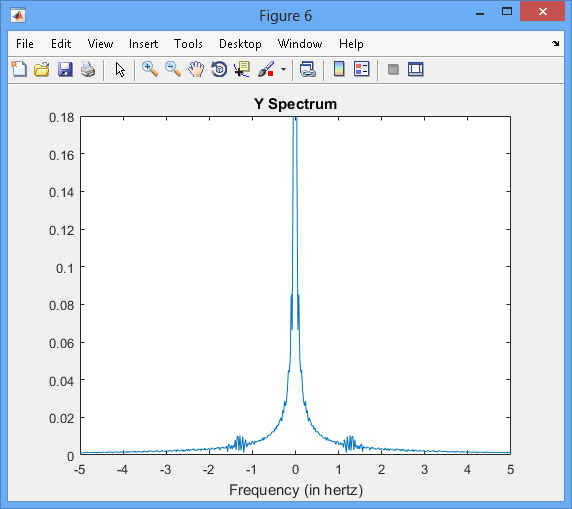 Figure 6
File Edit View Insert Tools Desktop Window Help
Y Spectrum
0.18
0.16
0.14
0.12
0.1
0.08
0.06
0.04
0.02
0
-5 -4 -3 -2 -1 0 1 2 3 4 5
Frequency (in hertz)